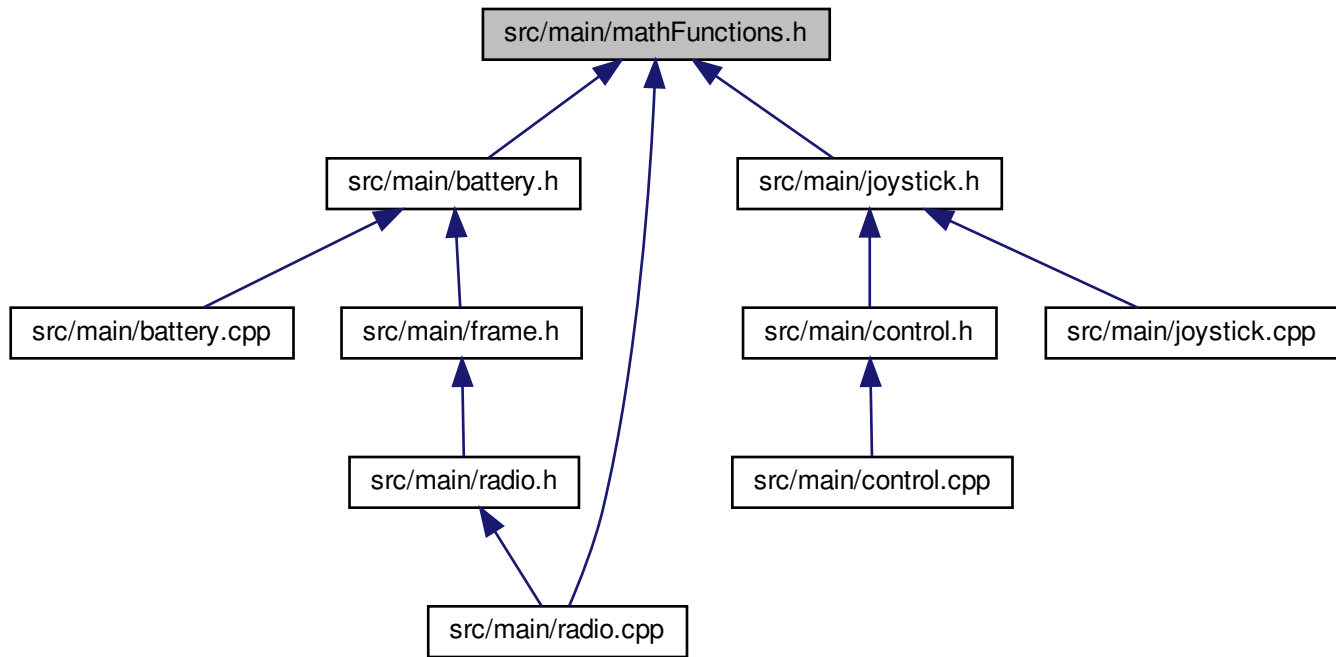 src/main/mathFunctions.h
src/main/battery.h
src/main/joystick.h
src/main/battery.cpp
src/main/frame.h
src/main/control.h
src/main/joystick.cpp
src/main/radio.h
src/main/control.cpp
src/main/radio.cpp